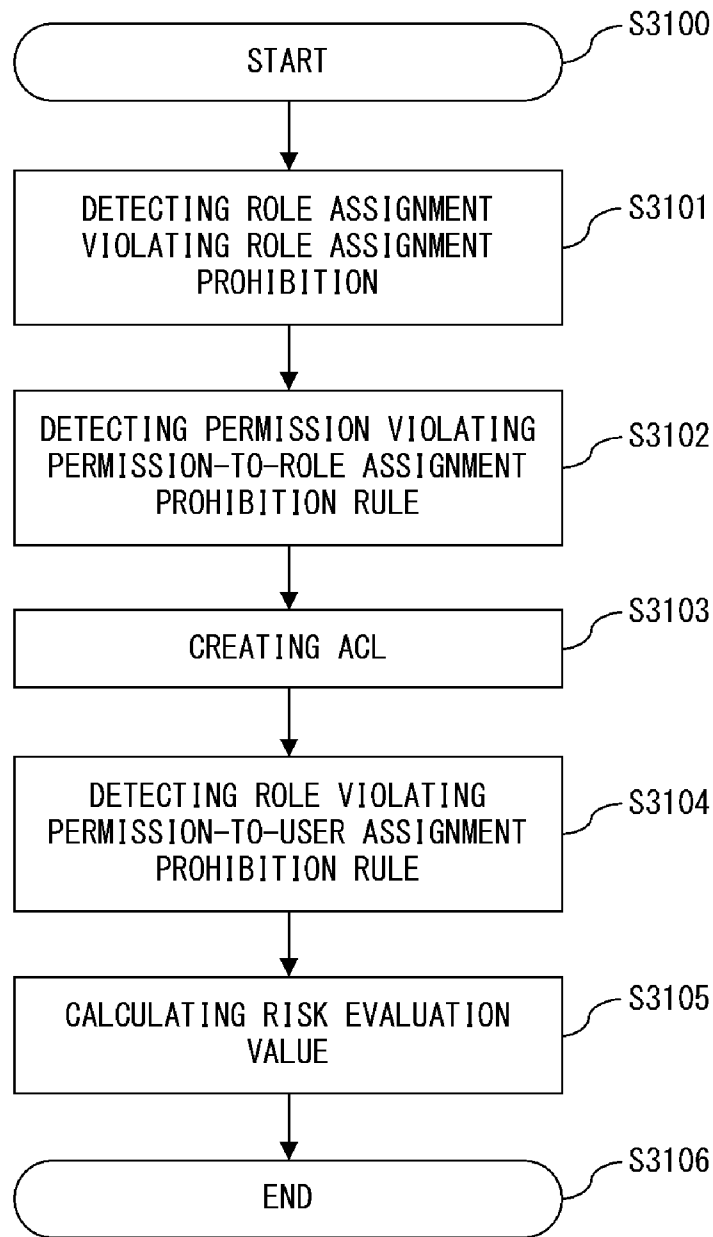 S3100
START
S3101
DETECTING ROLE ASSIGNMENT
VIOLATING ROLE ASSIGNMENT
PROHIBITION
S3102
DETECTING PERMISSION VIOLATING
PERMISSION-TO-ROLE ASSIGNMENT
PROHIBITION RULE
S3103
CREATING ACL
S3104
DETECTING ROLE VIOLATING
PERMISSION-TO-USER ASSIGNMENT
PROHIBITION RULE
S3105
CALCULATING RISK EVALUATION
VALUE
S3106
END